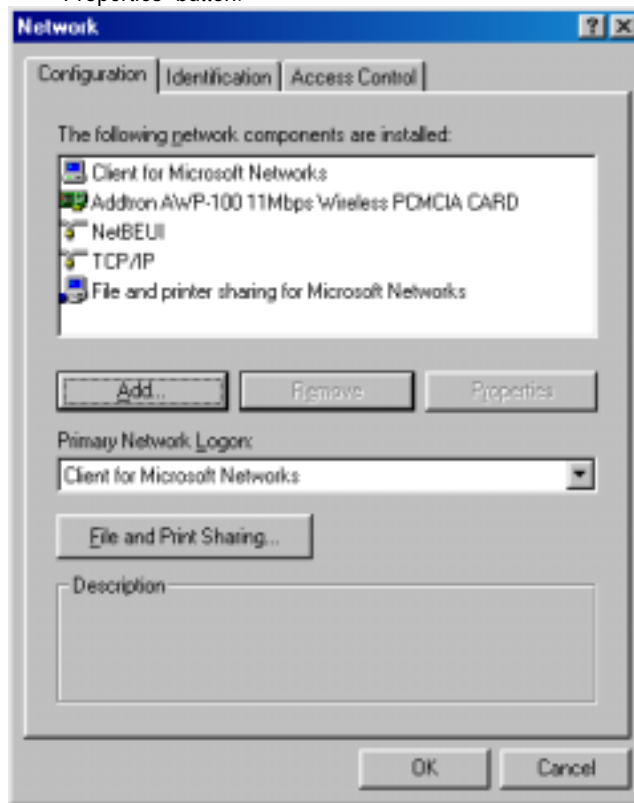 "Properties" button.
Network
Configuration Identification Access Control
The following network components are installed:
Client for Microsoft Networks
Addtron AWP-100 11Mbps Wireless PCMCIA CARD
NetBEUI
TCP/IP
File and printer sharing for Microsoft Networks
Add... Remove Properties
Primary Network Logon:
Client for Microsoft Networks
File and Print Sharing...
Description
OK Cancel